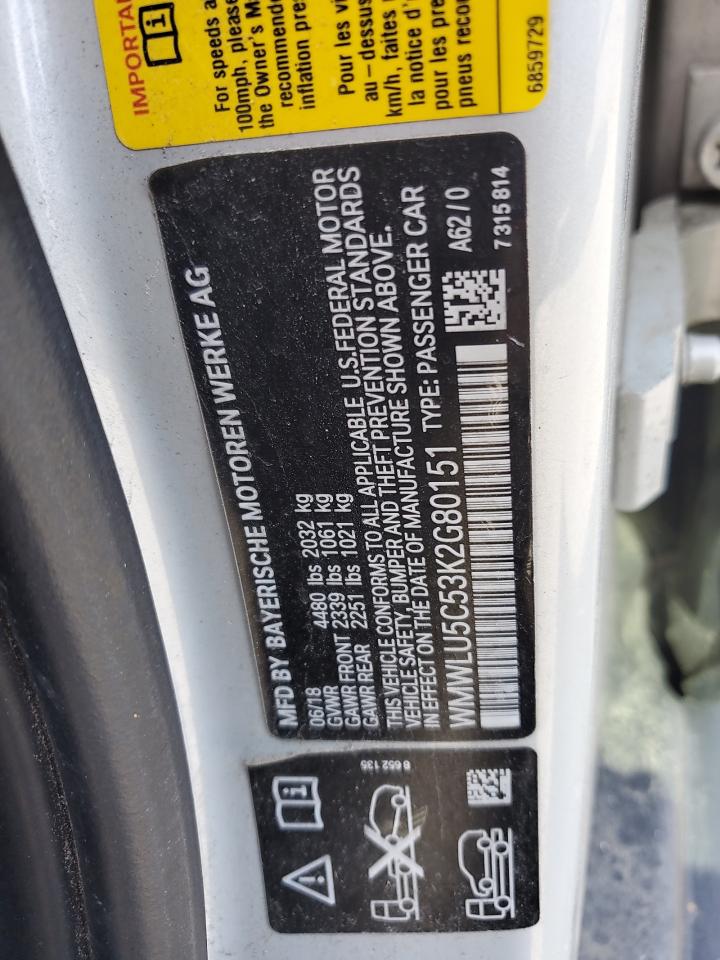 IMPORTA
For speeds a
100mph, please
the Owner's M
recommende
inflation pres
Pour les vi
au-dessus
km/h, faites
la notice d'
pour les pre
pneus recom
6859729
MFD BY BAYERISCHE MOTOREN WERKE AG
06/18
GVWR 4480 lbs 2032 kg
GAWR FRONT 2339 lbs 1061 kg
GAWR REAR 2251 lbs 1021 kg
THIS VEHICLE CONFORMS TO ALL APPLICABLE U.S. FEDERAL MOTOR
VEHICLE SAFETY, BUMPER AND THEFT PREVENTION STANDARDS
IN EFFECT ON THE DATE OF MANUFACTURE SHOWN ABOVE.
WMWLU5C53K2G80151 TYPE: PASSENGER CAR
A62 / 0
7 315 814
8 652 135